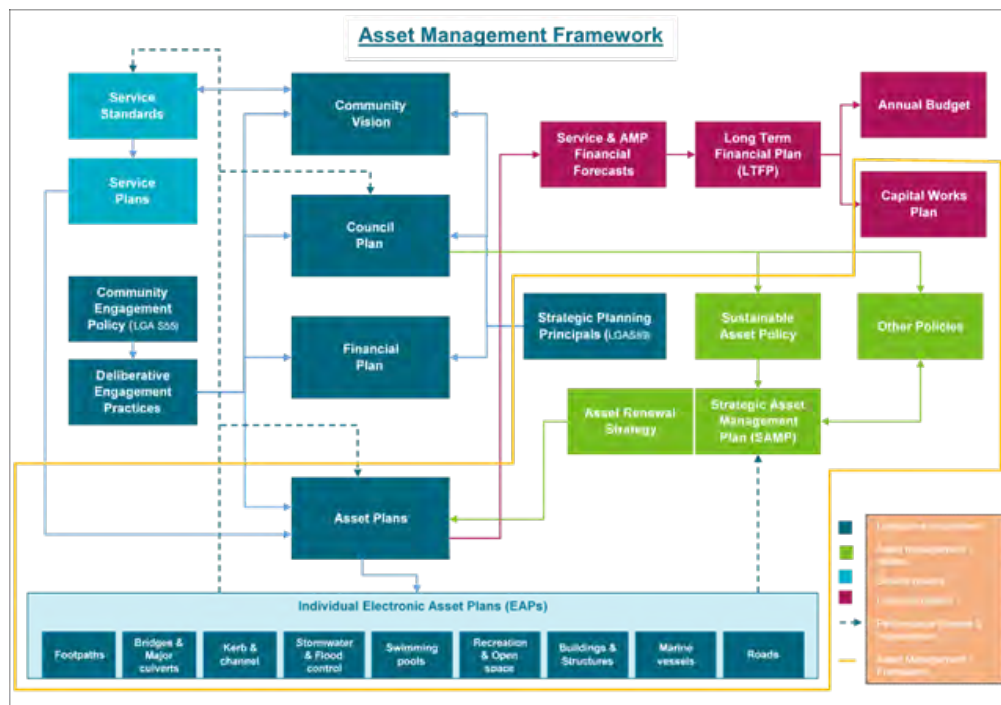 Asset Management Framework
Service
Standards
Community
Vision
Service & AMP
Financial
Forecasts
Long Term
Financial Plan
(LTFP)
Annual Budget
Service
Plans
Capital Works
Plan
Council
Plan
Community
Engagement
Policy (LGA S55)
Strategic Planning
Principals (LGAS89)
Sustainable
Asset Policy
Other Policies
Financial
Plan
Deliberative
Engagement
Practices
Asset Renewal
Strategy
Strategic Asset
Management
Plan (SAMP)
Asset Plans
Individual Electronic Asset Plans (EAPs)
Footpaths
Bridges &
Major
culverts
Kerb &
channel
Stormwater
& Flood
control
Swimming
pools
Recreation
& Open
space
Buildings &
Structures
Marine
vessels
Roads
Asset Management
Framework